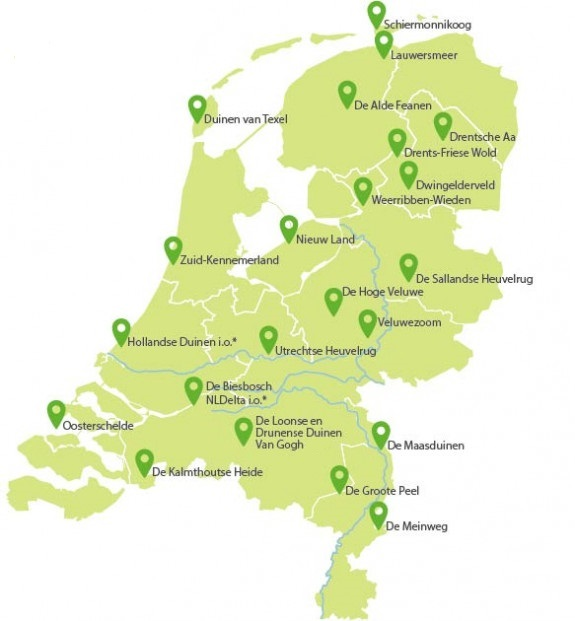 Schiermonnikoog
Lauwersmeer
De Alde Feanen
Duinen van Texel
Drentsche Aa
Drents-Friese Wold
Dwingelderveld
Weerribben-Wieden
Nieuw Land
Zuid-Kennemerland
De Sallandse Heuvelrug
De Hoge Veluwe
Veluwezoom
Hollandse Duinen i.o.*
Utrechtse Heuvelrug
De Biesbosch
NLDelta i.o.*
Oosterschelde
De Loonse en
Drunense Duinen
Van Gogh
De Maasduinen
De Kalmthoutse Heide
De Groote Peel
De Meinweg